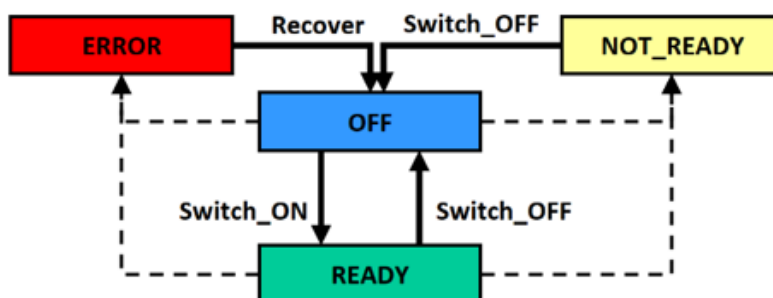 Recover
Switch_OFF
ERROR
NOT_READY
OFF
Switch_ON
Switch_OFF
READY